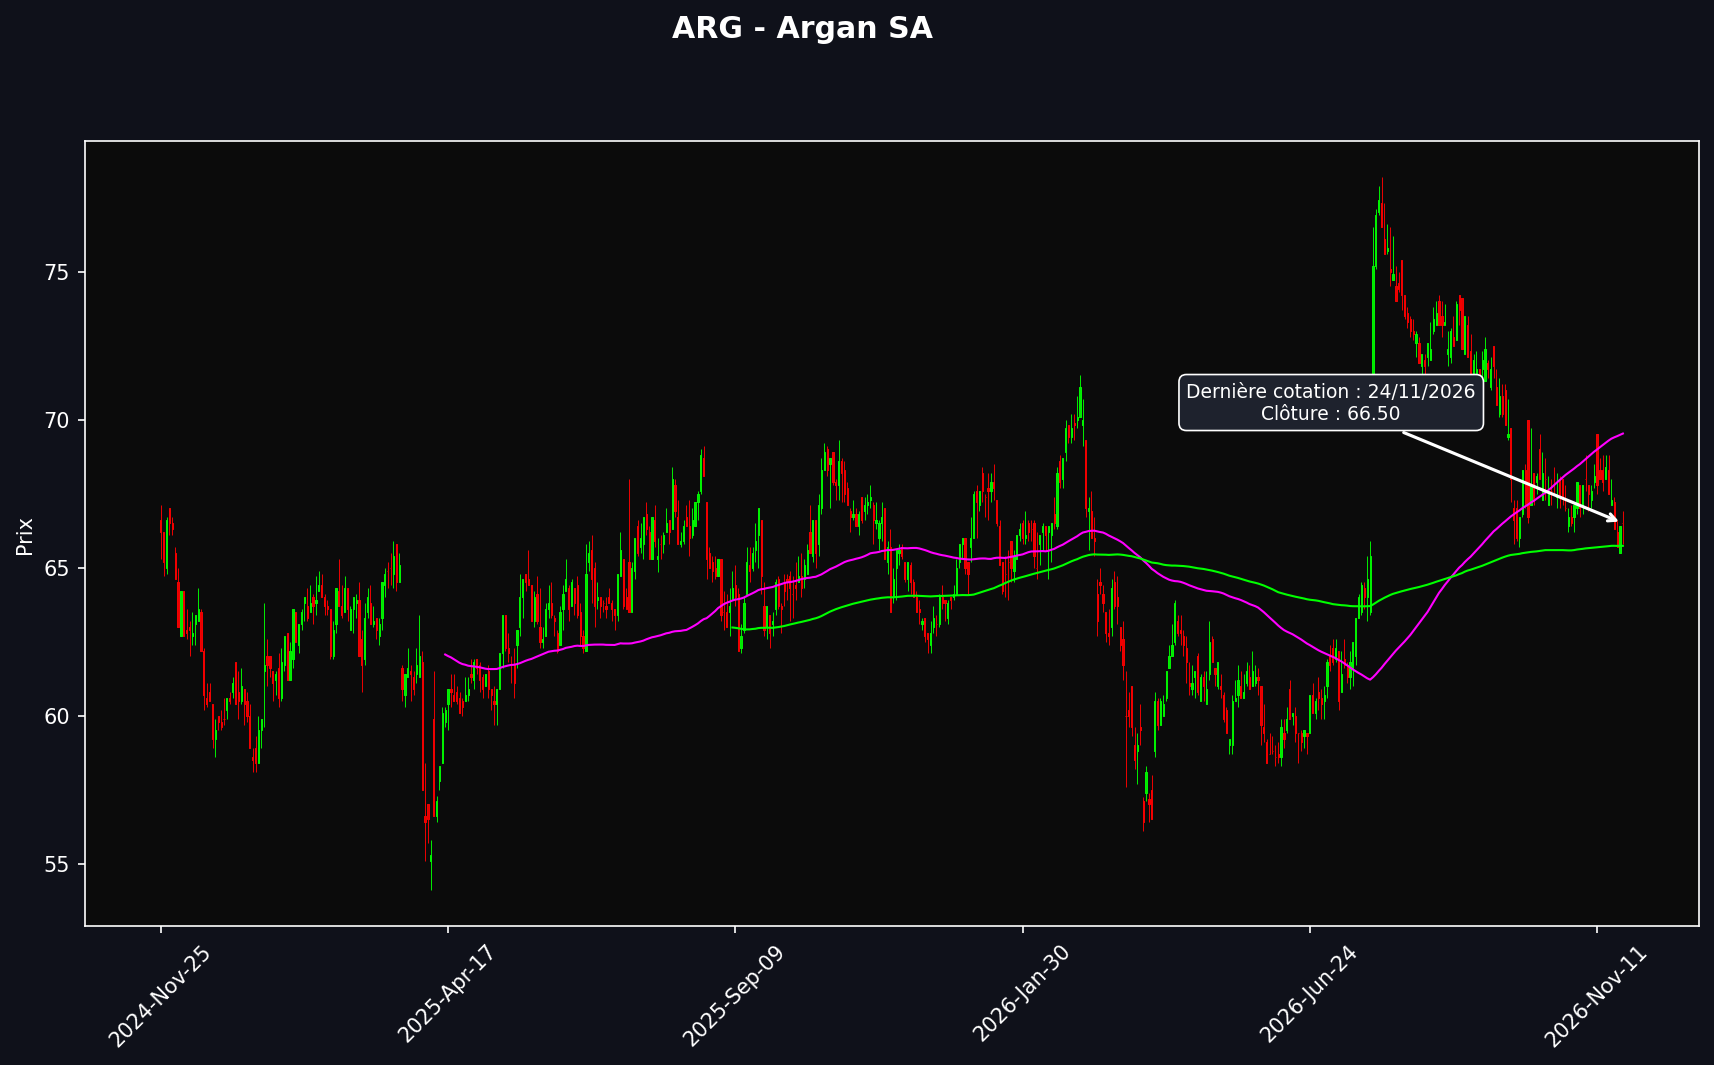 ARG - Argan SA
Prix
75
70
65
60
55
Dernière cotation : 24/11/2026
Clôture : 66.50
2024-Nov-25
2025-Apr-17
2025-Sep-09
2026-Jan-30
2026-Jun-24
2026-Nov-11